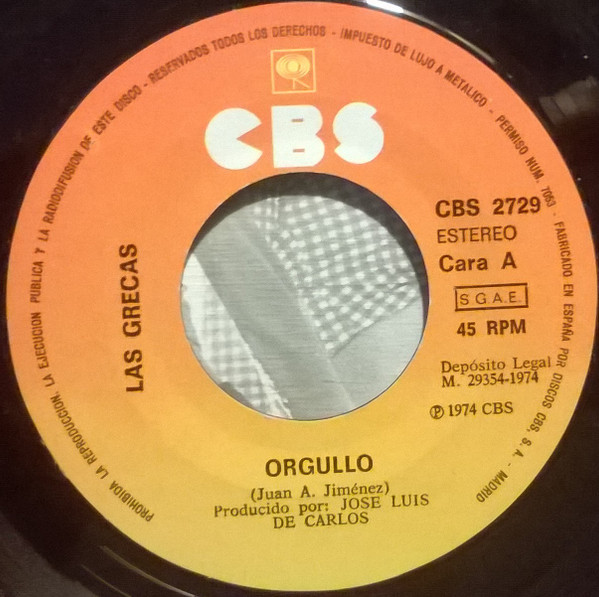 PROHIBIDA LA REPRODUCCION, LA EJECUCION PUBLICA Y LA RADIODIFUSION DE ESTE DISCO - RESERVADOS TODOS LOS DERECHOS - IMPUESTO DE LUJO A METALICO - PERMISO NUM. 7063 - FABRICADO EN ESPAÑA POR DISCOS CBS, S. A. - MADRID
CBS
LAS GRECAS
CBS 2729
ESTEREO
Cara A
S.G.A.E.
45 RPM
Depósito Legal
M. 29354-1974
℗ 1974 CBS
ORGULLO
(Juan A. Jiménez)
Producido por: JOSE LUIS
DE CARLOS